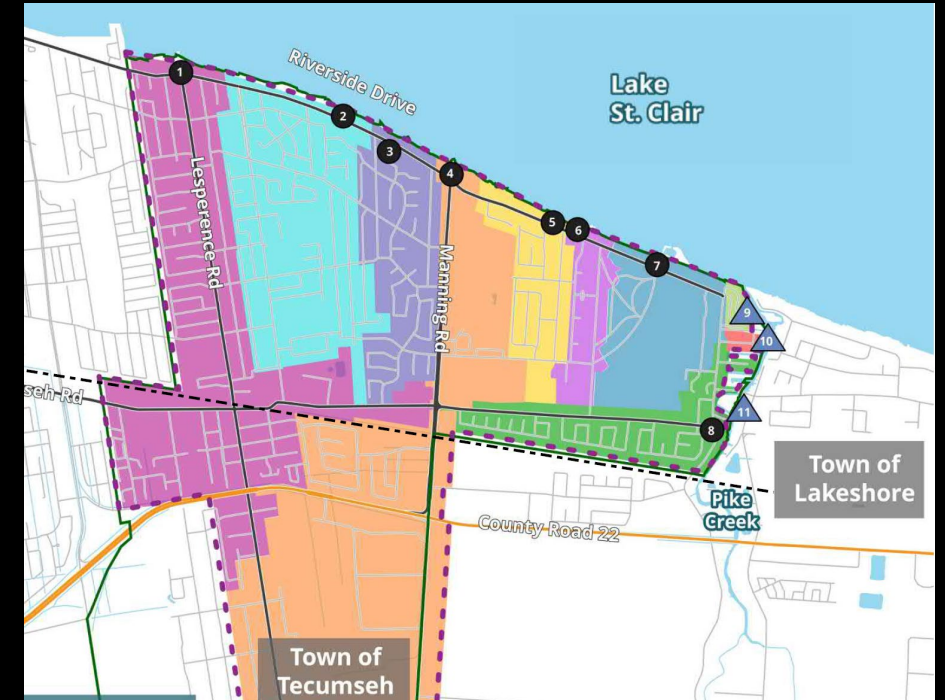 Riverside Drive
Lake
St. Clair
1
2
3
4
5
6
7
Lesperence Rd
Manning Rd
9
10
11
8
seh Rd
Town of
Lakeshore
Pike
Creek
County Road 22
Town of
Tecumseh